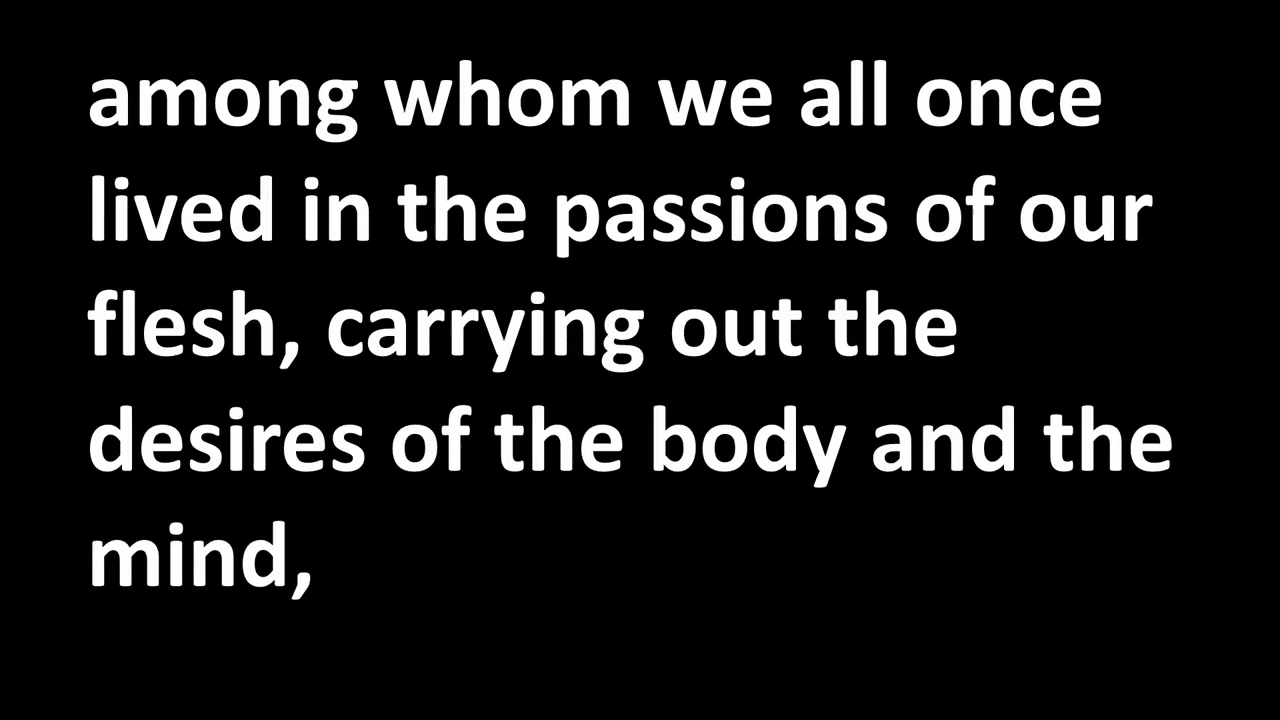 among whom we all once
lived in the passions of our
flesh, carrying out the
desires of the body and the
mind,